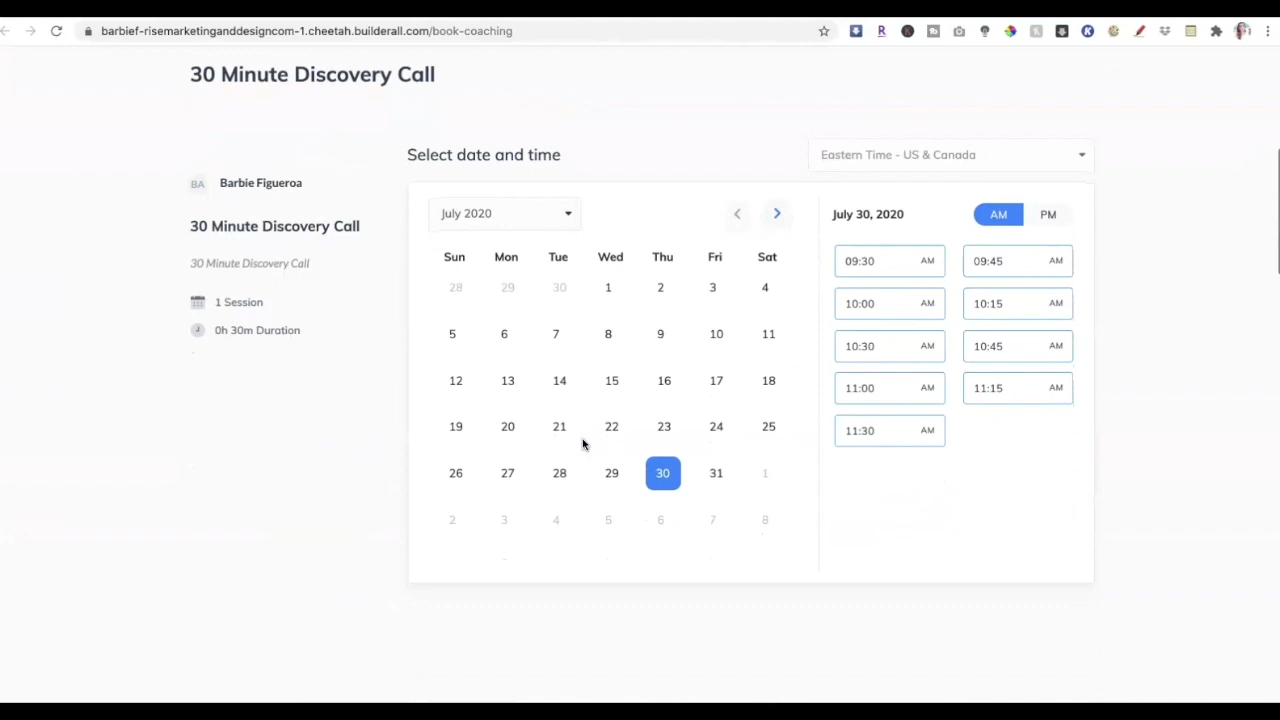 barbief-risemarketinganddesigncom-1.cheetah.builderall.com/book-coaching
30 Minute Discovery Call
Select date and time
Eastern Time - US & Canada
BA Barbie Figueroa
30 Minute Discovery Call
30 Minute Discovery Call
1 Session
0h 30m Duration
July 2020
Sun Mon Tue Wed Thu Fri Sat
28 29 30 1 2 3 4
5 6 7 8 9 10 11
12 13 14 15 16 17 18
19 20 21 22 23 24 25
26 27 28 29 30 31 1
2 3 4 5 6 7 8
July 30, 2020 AM PM
09:30 AM 09:45 AM
10:00 AM 10:15 AM
10:30 AM 10:45 AM
11:00 AM 11:15 AM
11:30 AM